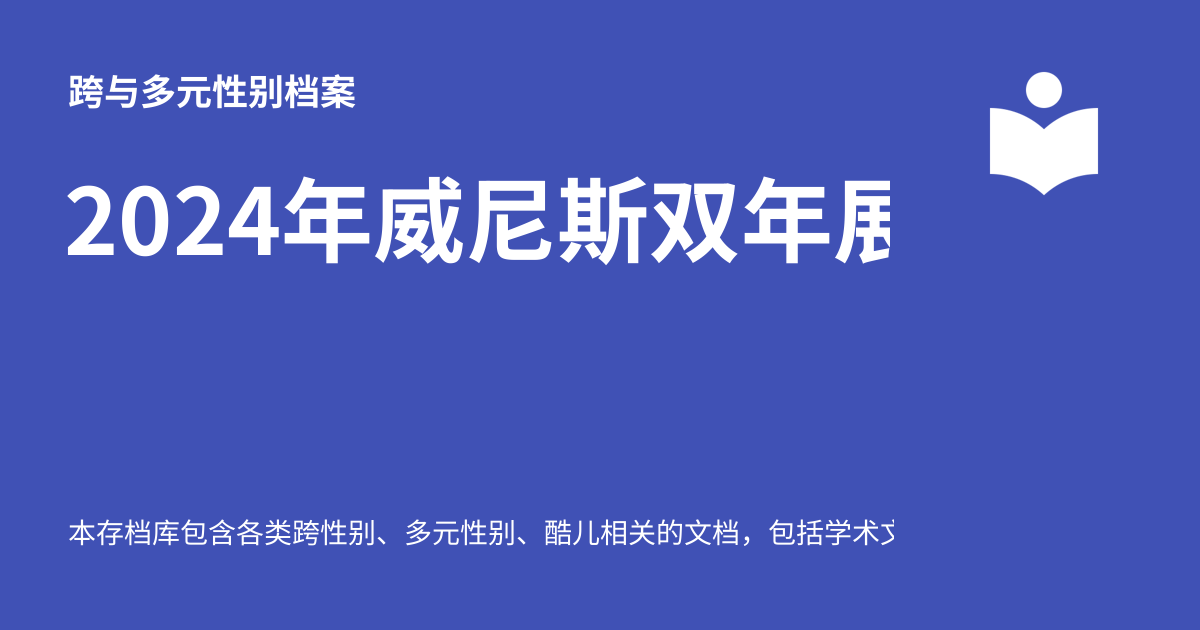 跨与多元性别档案
2024年威尼斯双年展
本存档库包含各类跨性别、多元性别、酷儿相关的文档，包括学术文